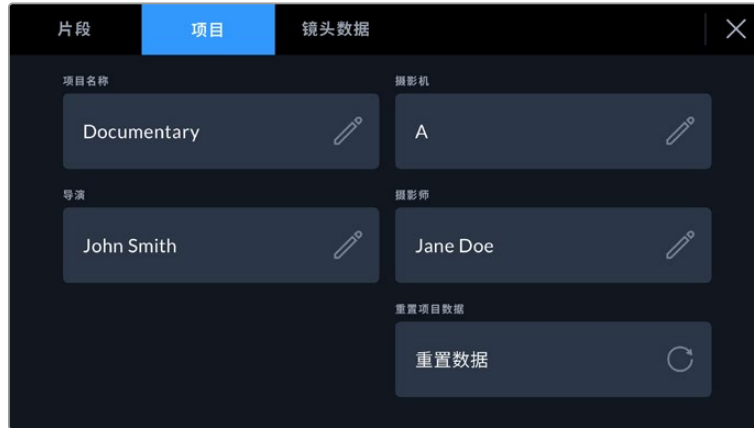 片段 项目 镜头数据
项目名称 摄影机
Documentary A
导演 摄影师
John Smith Jane Doe
重置项目数据
重置数据